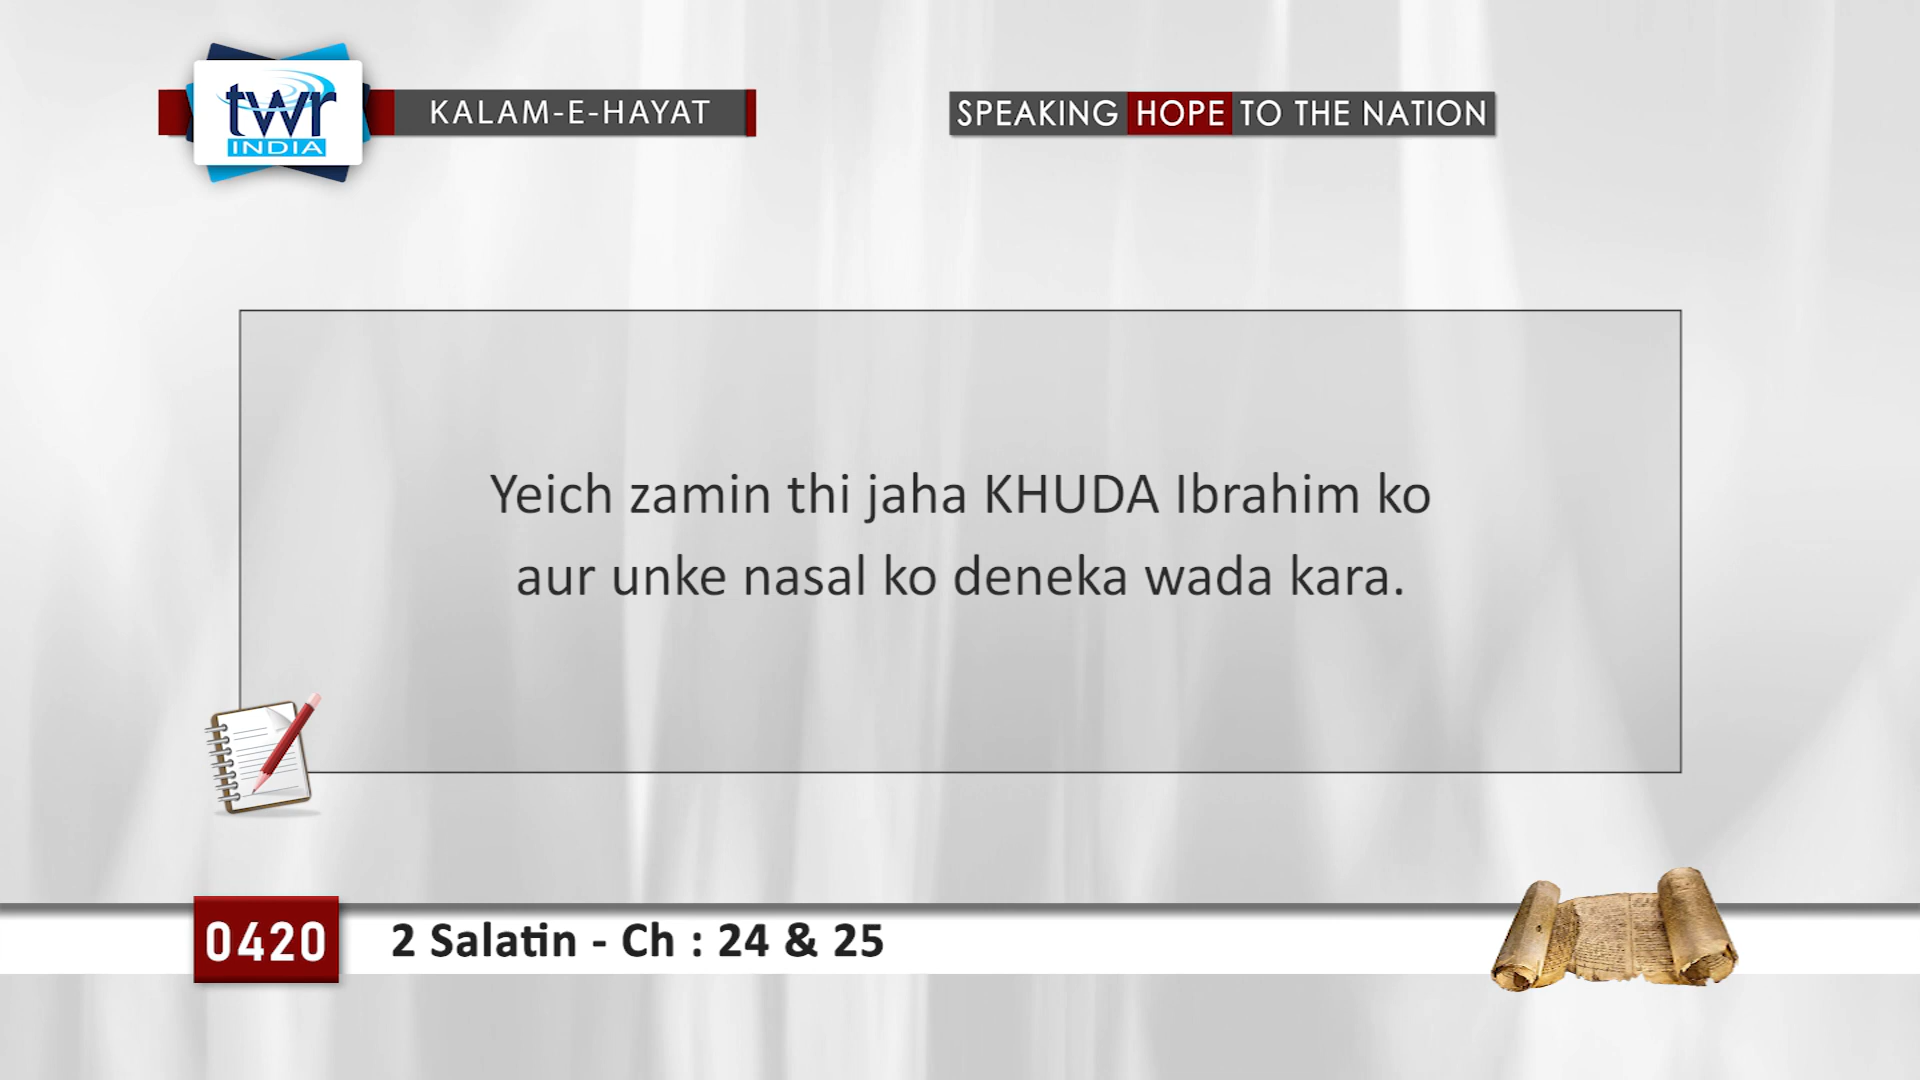 twr
INDIA
KALAM-E-HAYAT
SPEAKING HOPE TO THE NATION
Yeich zamin thi jaha KHUDA Ibrahim ko
aur unke nasal ko deneka wada kara.
0420
2 Salatin - Ch : 24 & 25